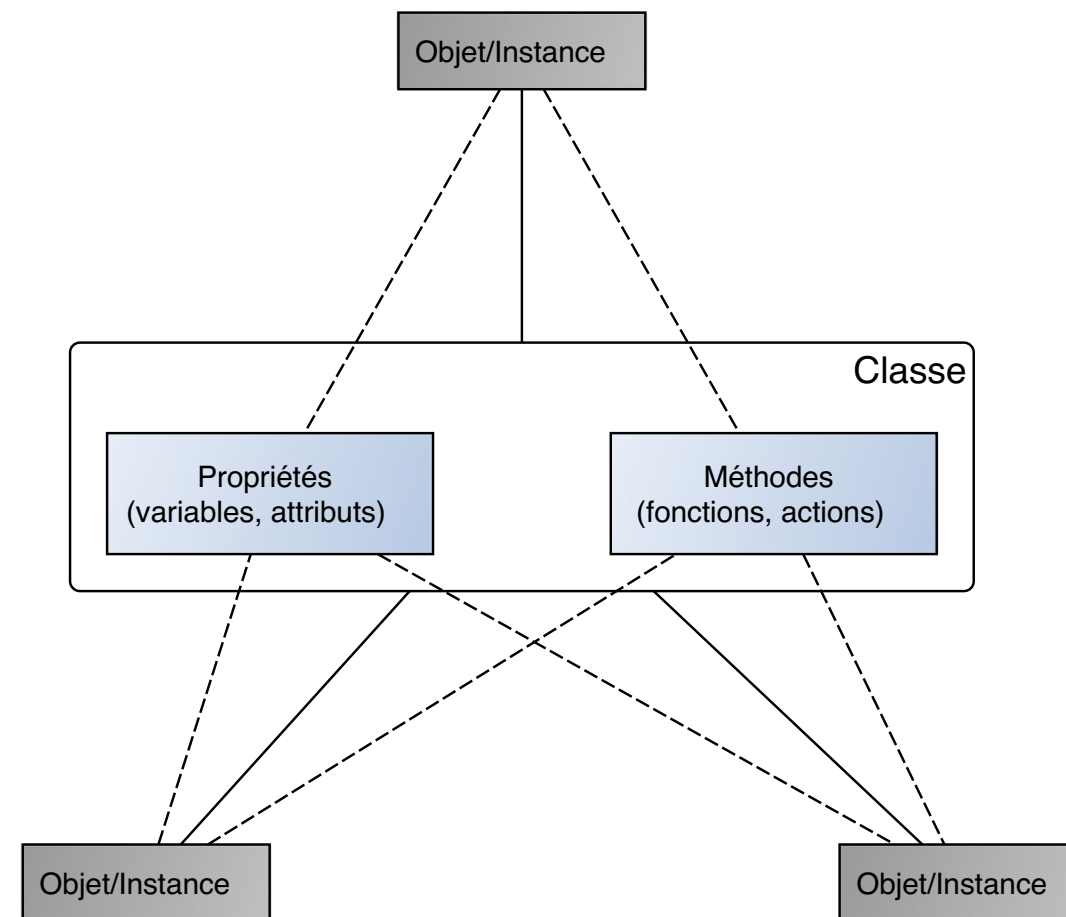 Objet/Instance
Classe
Propriétés
(variables, attributs)
Méthodes
(fonctions, actions)
Objet/Instance
Objet/Instance